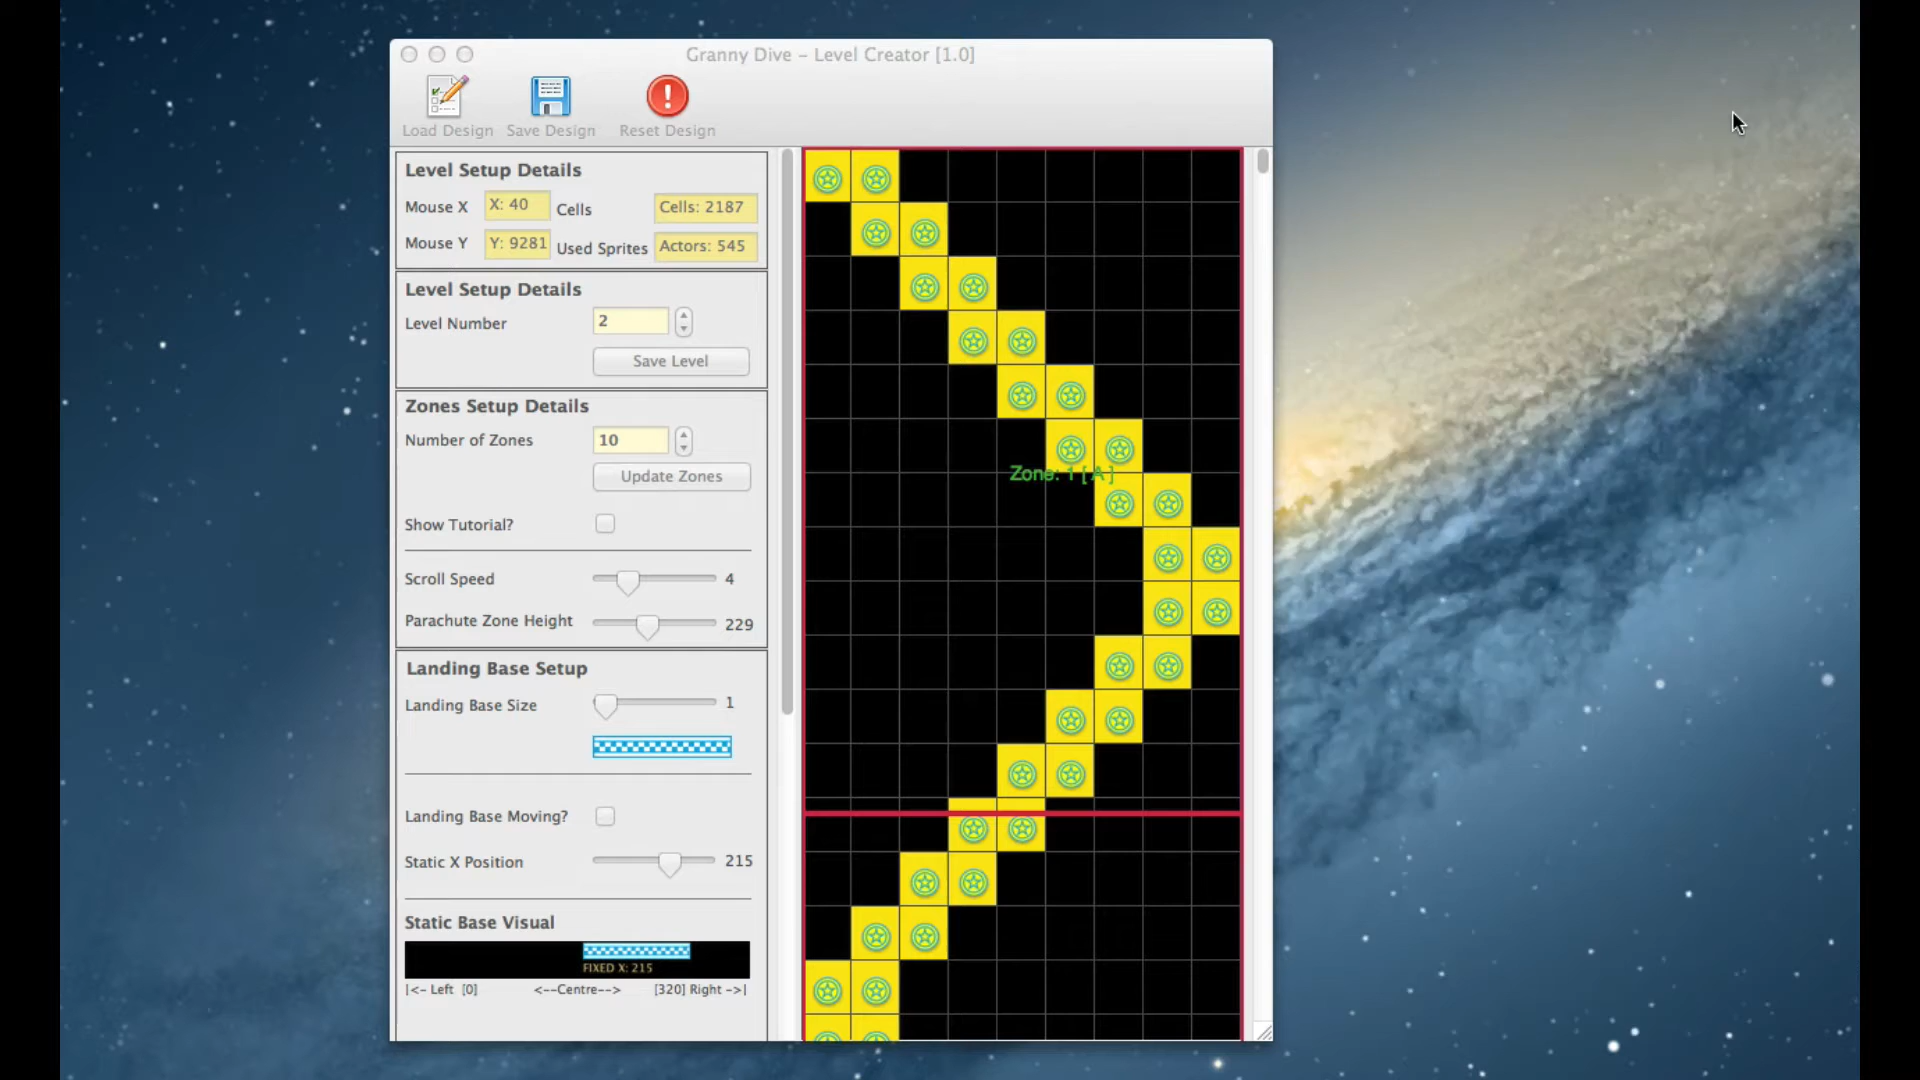 Granny Dive – Level Creator [1.0]
Load Design Save Design Reset Design
Level Setup Details
Mouse X X: 40 Cells Cells: 2187
Mouse Y Y: 9281 Used Sprites Actors: 545
Level Setup Details
Level Number 2
Save Level
Zones Setup Details
Number of Zones 10
Update Zones
Show Tutorial?
Scroll Speed 4
Parachute Zone Height 229
Landing Base Setup
Landing Base Size 1
Landing Base Moving?
Static X Position 215
Static Base Visual
FIXED X: 215
|<- Left [0] <--Centre--> [320] Right ->|
Zone: 1 [ A ]